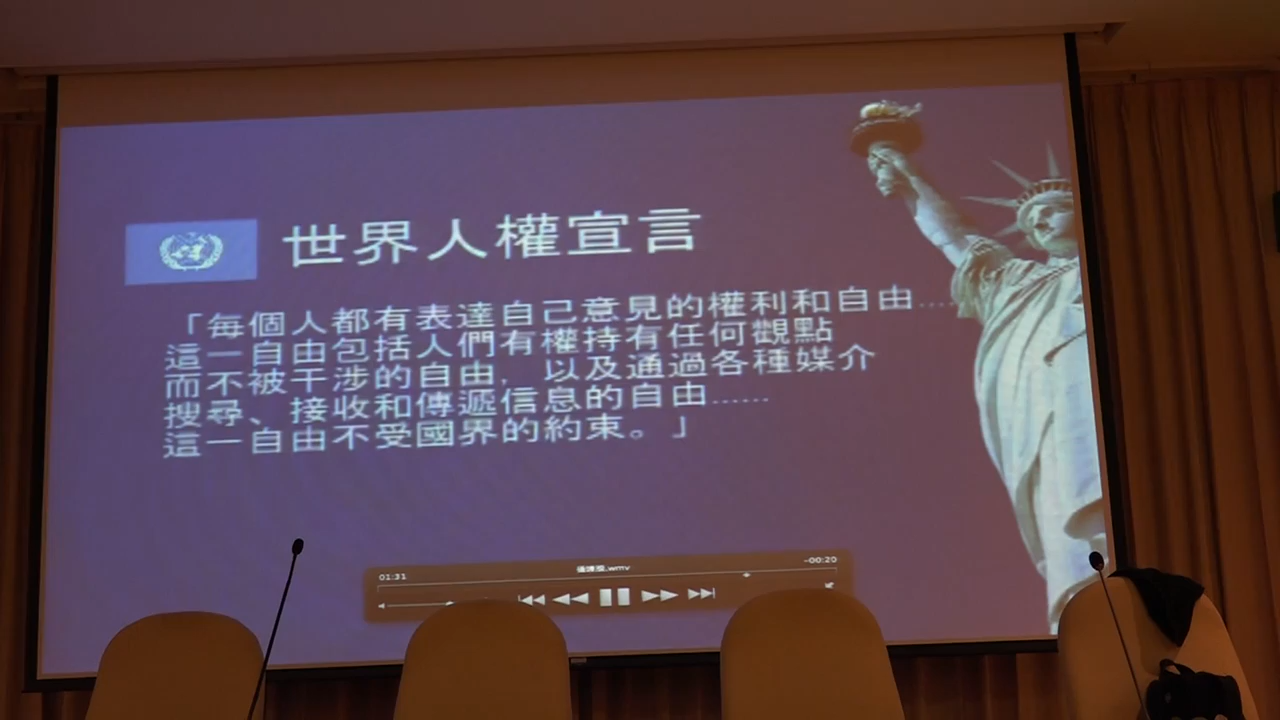 世界人權宣言
「每個人都有表達自己意見的權利和自由……
這一自由包括人們有權持有任何觀點
而不被干涉的自由，以及通過各種媒介
搜尋、接收和傳遞信息的自由……
這一自由不受國界的約束。」
.wmv
01:31
-00:20